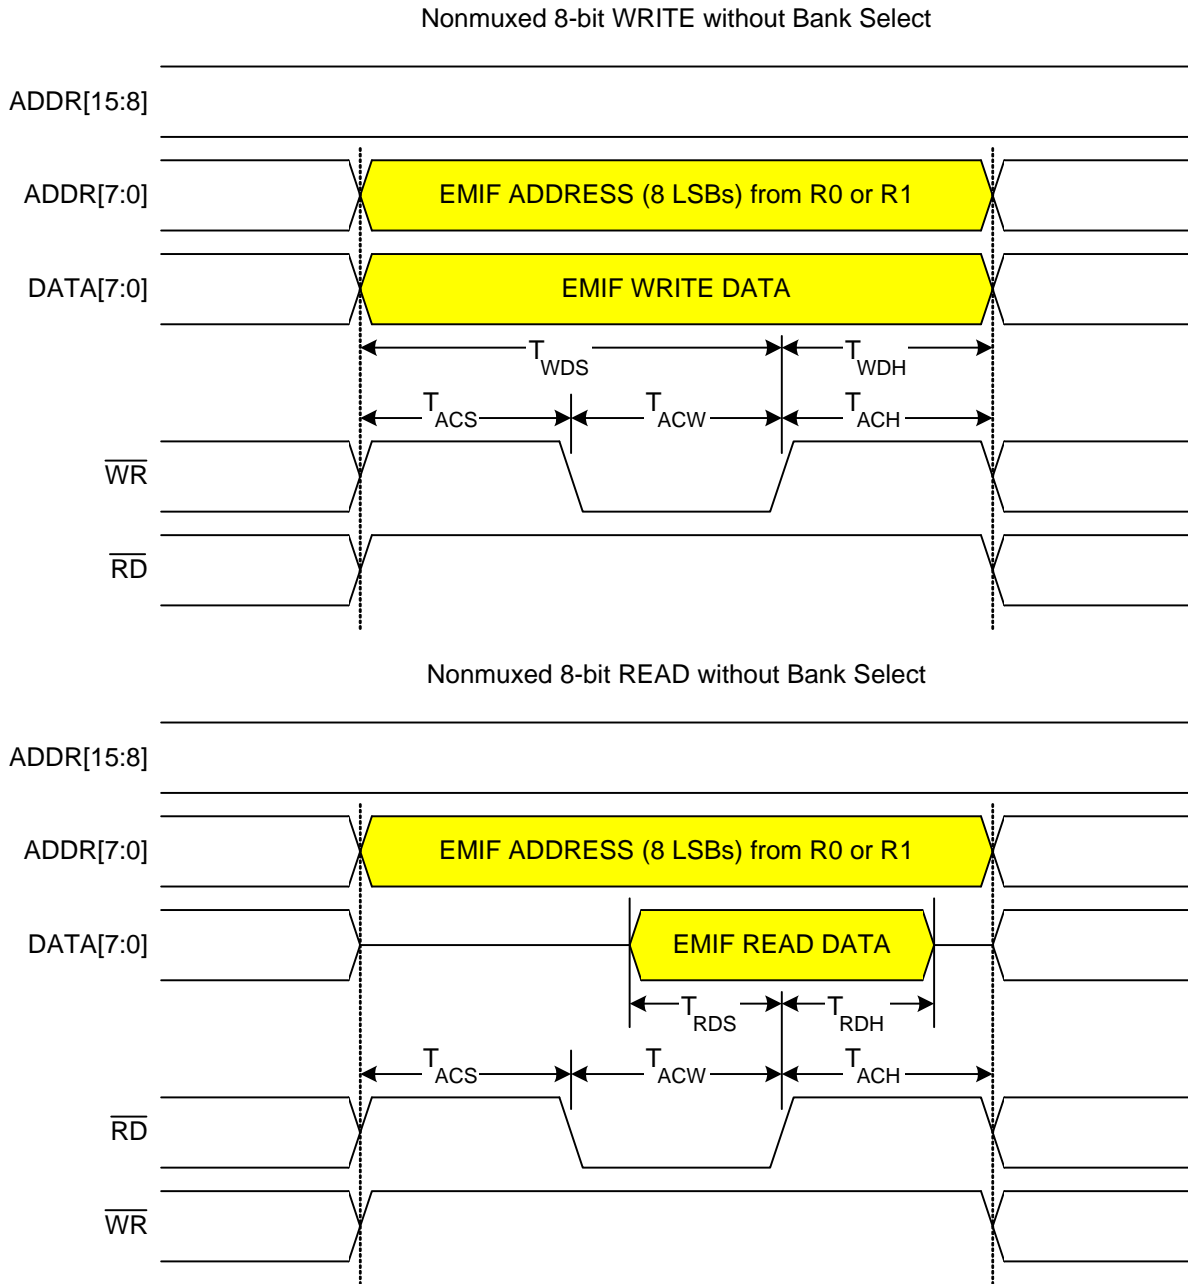 Nonmuxed 8-bit WRITE without Bank Select
ADDR[15:8]
ADDR[7:0]
EMIF ADDRESS (8 LSBs) from R0 or R1
DATA[7:0]
EMIF WRITE DATA
TWDS TWDH
TACS TACW TACH
WR
RD
Nonmuxed 8-bit READ without Bank Select
ADDR[15:8]
ADDR[7:0]
EMIF ADDRESS (8 LSBs) from R0 or R1
DATA[7:0]
EMIF READ DATA
TRDS TRDH
TACS TACW TACH
RD
WR